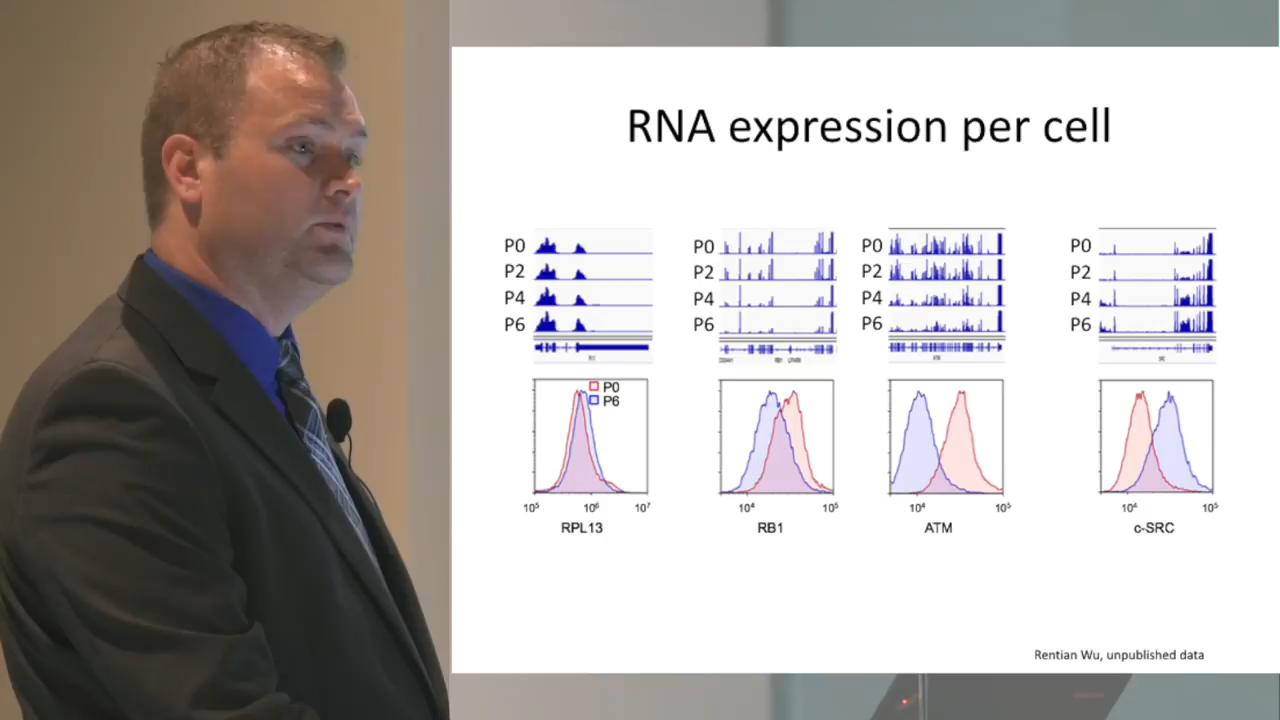 RNA expression per cell
P0 P0 P0 P0
P2 P2 P2 P2
P4 P4 P4 P4
P6 P6 P6 P6
P0
P6
10⁵ 10⁶ 10⁷ 10⁴ 10⁵ 10⁴ 10⁵ 10⁴ 10⁵
RPL13 RB1 ATM c-SRC
Rentian Wu, unpublished data